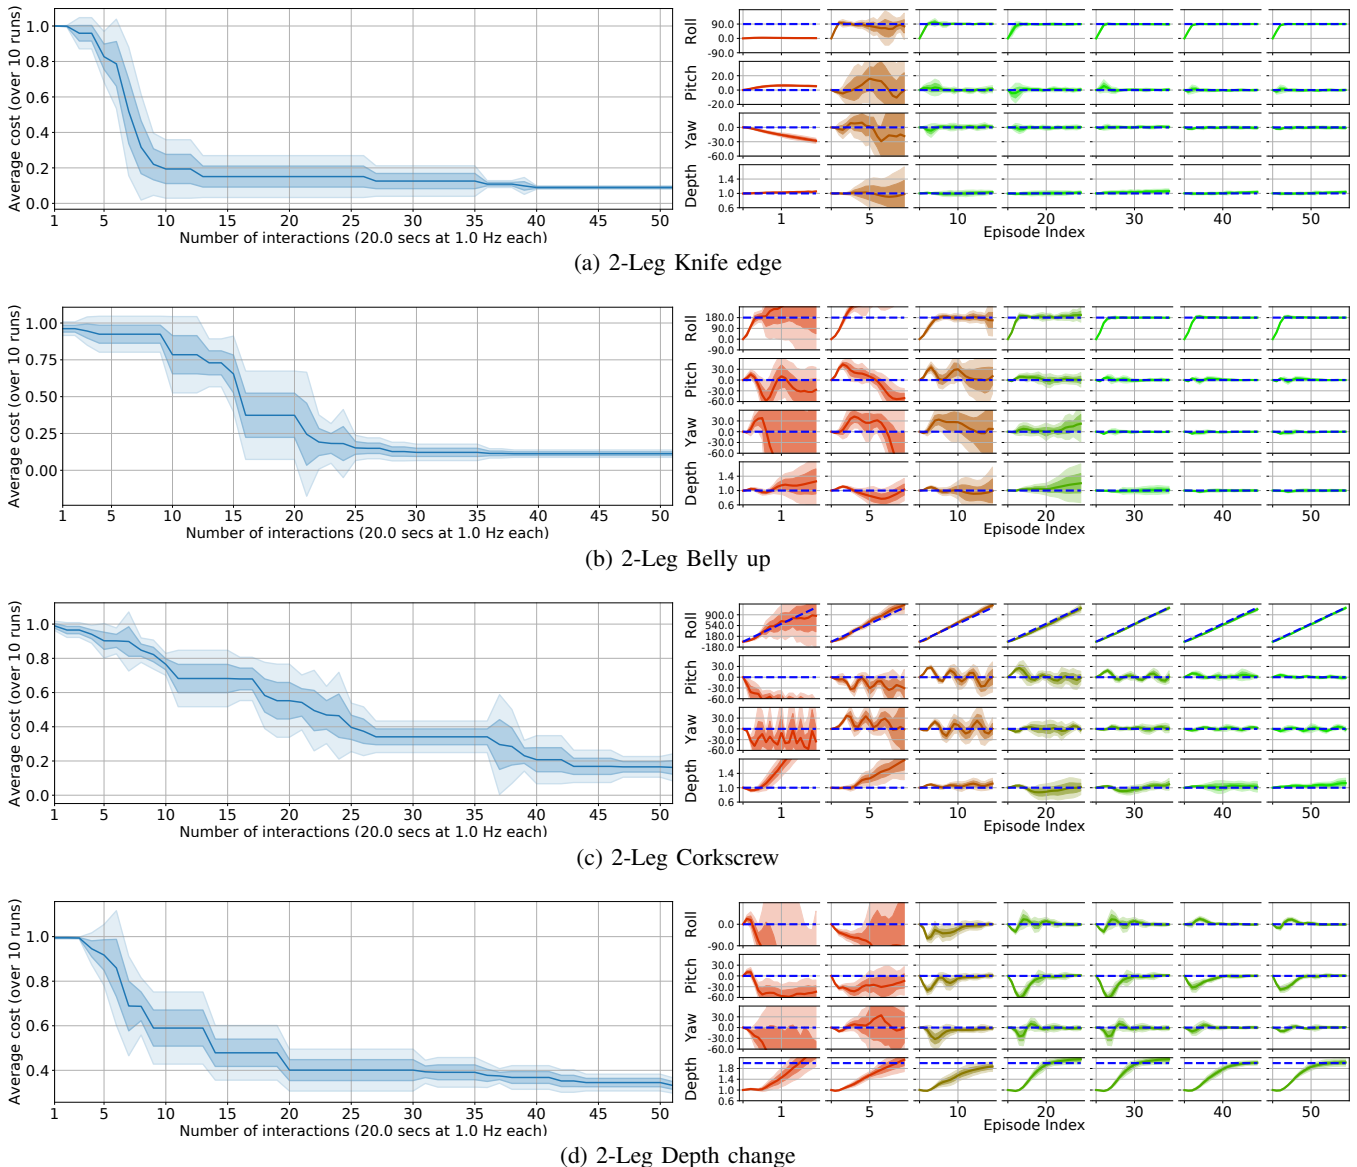 Average cost (over 10 runs)
1.0
0.8
0.6
0.4
0.2
0.0
1 5 10 15 20 25 30 35 40 45 50
Number of interactions (20.0 secs at 1.0 Hz each)
Roll
90.0
0.0
-90.0
Pitch
20.0
0.0
-20.0
Yaw
0.0
-30.0
-60.0
Depth
1.4
1.0
0.6
1 5 10 20 30 40 50
Episode Index
(a) 2-Leg Knife edge
Average cost (over 10 runs)
1.00
0.75
0.50
0.25
0.00
1 5 10 15 20 25 30 35 40 45 50
Number of interactions (20.0 secs at 1.0 Hz each)
Roll
180.0
90.0
0.0
-90.0
Pitch
30.0
0.0
-30.0
-60.0
Yaw
30.0
0.0
-30.0
-60.0
Depth
1.4
1.0
0.6
1 5 10 20 30 40 50
Episode Index
(b) 2-Leg Belly up
Average cost (over 10 runs)
1.0
0.8
0.6
0.4
0.2
0.0
1 5 10 15 20 25 30 35 40 45 50
Number of interactions (20.0 secs at 1.0 Hz each)
Roll
900.0
540.0
180.0
-180.0
Pitch
30.0
0.0
-30.0
-60.0
Yaw
30.0
0.0
-30.0
-60.0
Depth
1.4
1.0
0.6
1 5 10 20 30 40 50
Episode Index
(c) 2-Leg Corkscrew
Average cost (over 10 runs)
1.0
0.8
0.6
0.4
1 5 10 15 20 25 30 35 40 45 50
Number of interactions (20.0 secs at 1.0 Hz each)
Roll
0.0
-90.0
Pitch
30.0
0.0
-30.0
-60.0
Yaw
30.0
0.0
-30.0
-60.0
Depth
1.8
1.4
1.0
0.6
1 5 10 20 30 40 50
Episode Index
(d) 2-Leg Depth change